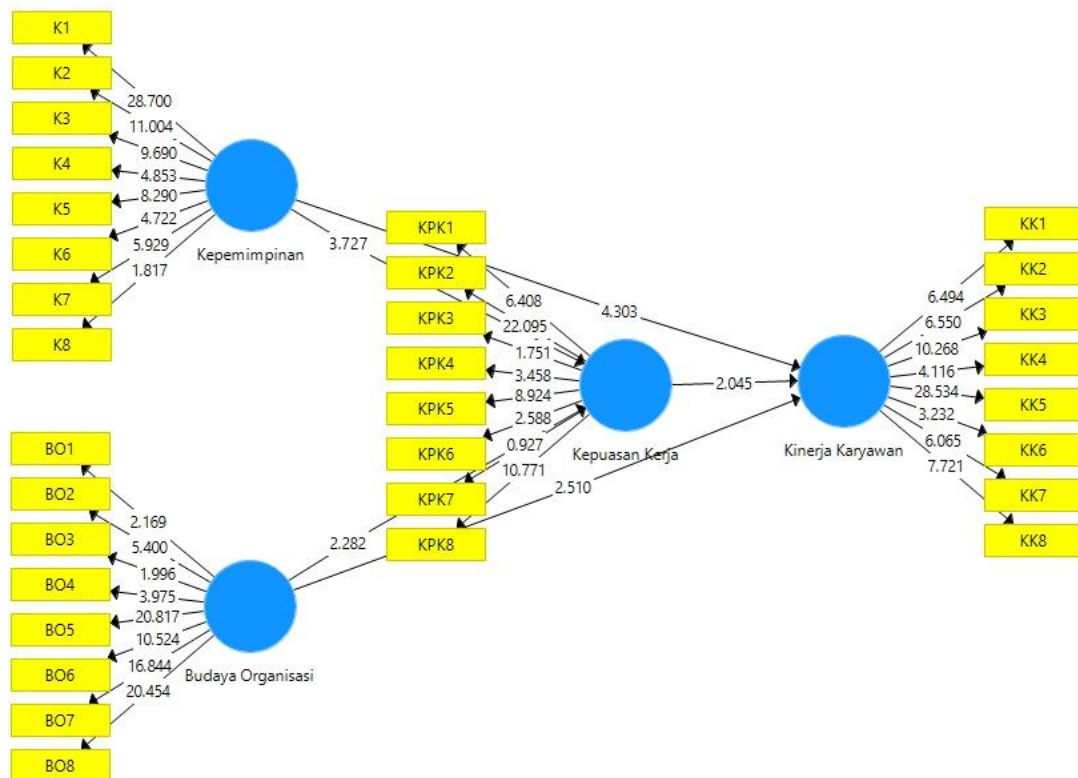 K1
K2
K3
K4
K5
K6
K7
K8
28.700
11.004
9.690
4.853
8.290
4.722
5.929
1.817
Kepemimpinan
3.727
4.303
KPK1
KPK2
KPK3
KPK4
KPK5
KPK6
KPK7
KPK8
6.408
22.095
1.751
3.458
8.924
2.588
0.927
10.771
Kepuasan Kerja
2.045
Kinerja Karyawan
6.494
6.550
10.268
4.116
28.534
3.232
6.065
7.721
KK1
KK2
KK3
KK4
KK5
KK6
KK7
KK8
BO1
BO2
BO3
BO4
BO5
BO6
BO7
BO8
2.169
5.400
1.996
3.975
20.817
10.524
16.844
20.454
Budaya Organisasi
2.282
2.510